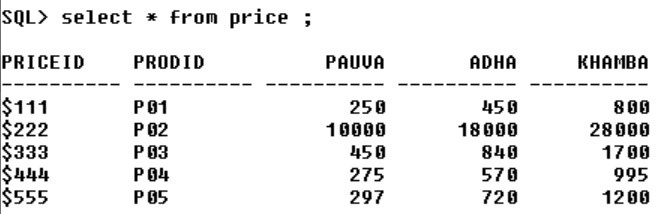 SQL> select * from price ;
PRICEID PRODID PAUVA ADHA KHAMBA
---------- ---------- ---------- ---------- ----------
$111 P01 250 450 800
$222 P02 10000 18000 28000
$333 P03 450 840 1700
$444 P04 275 570 995
$555 P05 297 720 1200